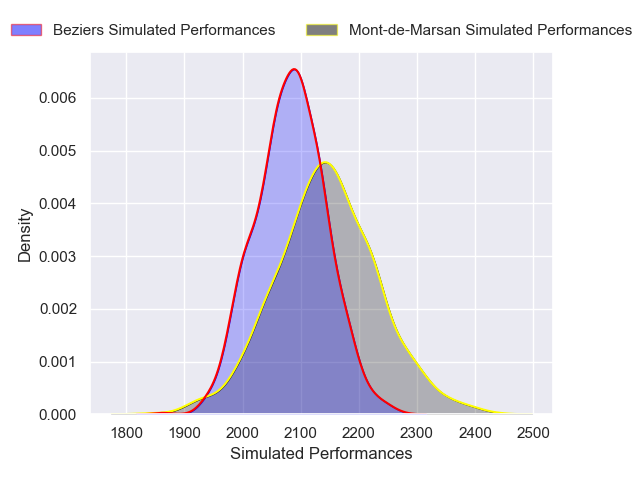 Beziers Simulated Performances
Mont-de-Marsan Simulated Performances
0.006
0.005
0.004
0.003
0.002
0.001
0.000
Density
1800 1900 2000 2100 2200 2300 2400 2500
Simulated Performances